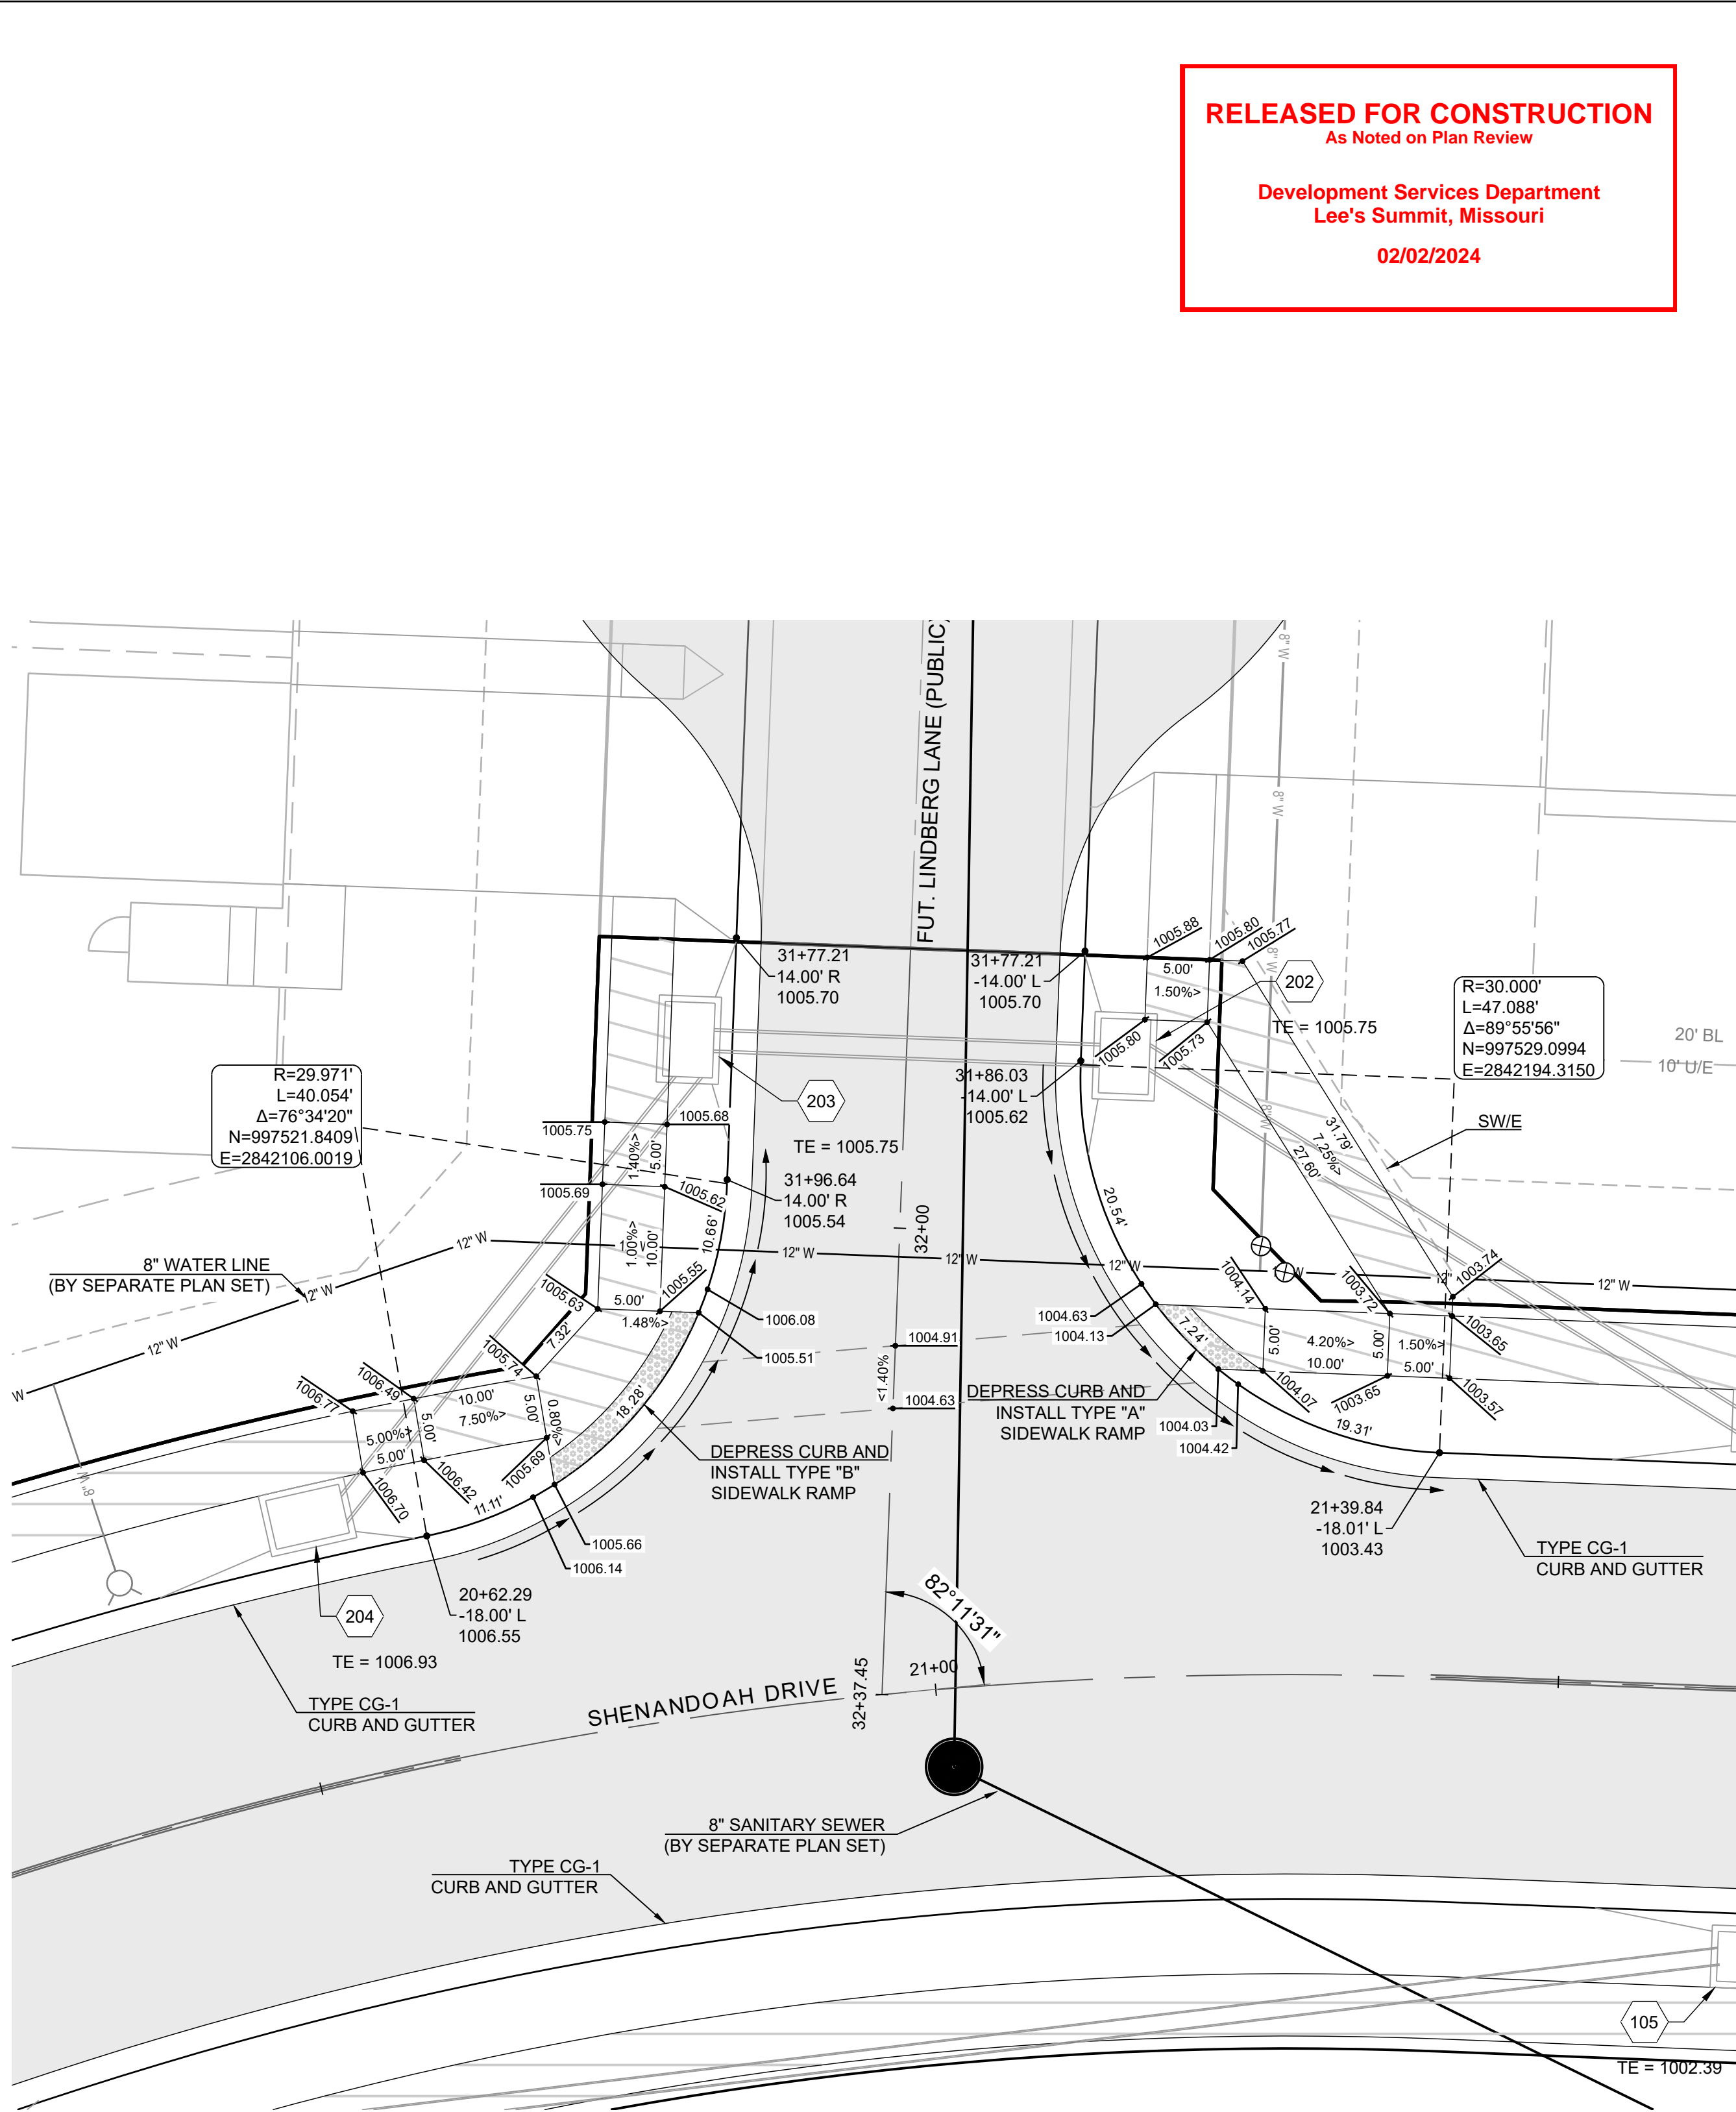 RELEASED FOR CONSTRUCTION
As Noted on Plan Review
Development Services Department
Lee's Summit, Missouri
02/02/2024
FUT. LINDBERG LANE (PUBLIC)
8" W
8" W
8" W
8" W
31+77.21
14.00' R
1005.70
31+77.21
-14.00' L
1005.70
1005.88
1005.80
1005.77
5.00'
1.50%>
202
TE = 1005.75
1005.80
1005.73
R=30.000'
L=47.088'
Δ=89°55'56"
N=997529.0994
E=2842194.3150
20' BL
10' U/E
SW/E
R=29.971'
L=40.054'
Δ=76°34'20"
N=997521.8409
E=2842106.0019
203
TE = 1005.75
31+86.03
-14.00' L
1005.62
1005.75
1005.68
1.40%>
5.00'
1005.69
1005.62
31+96.64
14.00' R
1005.54
31.79'
7.25%>
27.60'
20.54'
32+00
10.66'
1.00%>
10.00'
8" WATER LINE
(BY SEPARATE PLAN SET)
12" W
12" W
12" W
12" W
12" W
12" W
12" W
W
1005.63
5.00'
1.48%>
1005.55
1006.08
1005.51
7.32'
1004.91
<1.40%
1004.63
1004.63
1004.13
7.24'
1004.14
5.00'
4.20%>
10.00'
1003.72
5.00'
1.50%>
5.00'
1003.74
1003.65
1004.07
1003.65
1003.57
1005.74
1006.49
1006.77
10.00'
7.50%>
5.00'
0.80%>
5.00%>
5.00'
5.00'
1006.70
1006.42
1005.69
11.11'
18.28'
DEPRESS CURB AND
INSTALL TYPE "B"
SIDEWALK RAMP
DEPRESS CURB AND
INSTALL TYPE "A"
SIDEWALK RAMP
1004.03
1004.42
19.31'
21+39.84
-18.01' L
1003.43
TYPE CG-1
CURB AND GUTTER
8" W
1005.66
1006.14
20+62.29
-18.00' L
1006.55
204
TE = 1006.93
TYPE CG-1
CURB AND GUTTER
82°11'31"
SHENANDOAH DRIVE
32+37.45
21+00
8" SANITARY SEWER
(BY SEPARATE PLAN SET)
TYPE CG-1
CURB AND GUTTER
105
TE = 1002.39